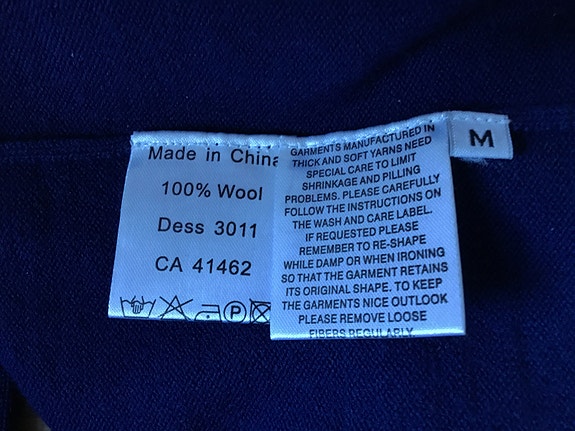 Made in China
100% Wool
Dess 3011
CA 41462
P
GARMENTS MANUFACTURED IN
THICK AND SOFT YARNS NEED
SPECIAL CARE TO LIMIT
SHRINKAGE AND PILLING
PROBLEMS. PLEASE CAREFULLY
FOLLOW THE INSTRUCTIONS ON
THE WASH AND CARE LABEL.
IF REQUESTED PLEASE
REMEMBER TO RE-SHAPE
WHILE DAMP OR WHEN IRONING
SO THAT THE GARMENT RETAINS
ITS ORIGINAL SHAPE. TO KEEP
THE GARMENTS NICE OUTLOOK
PLEASE REMOVE LOOSE
FIBERS REGULARLY.
M